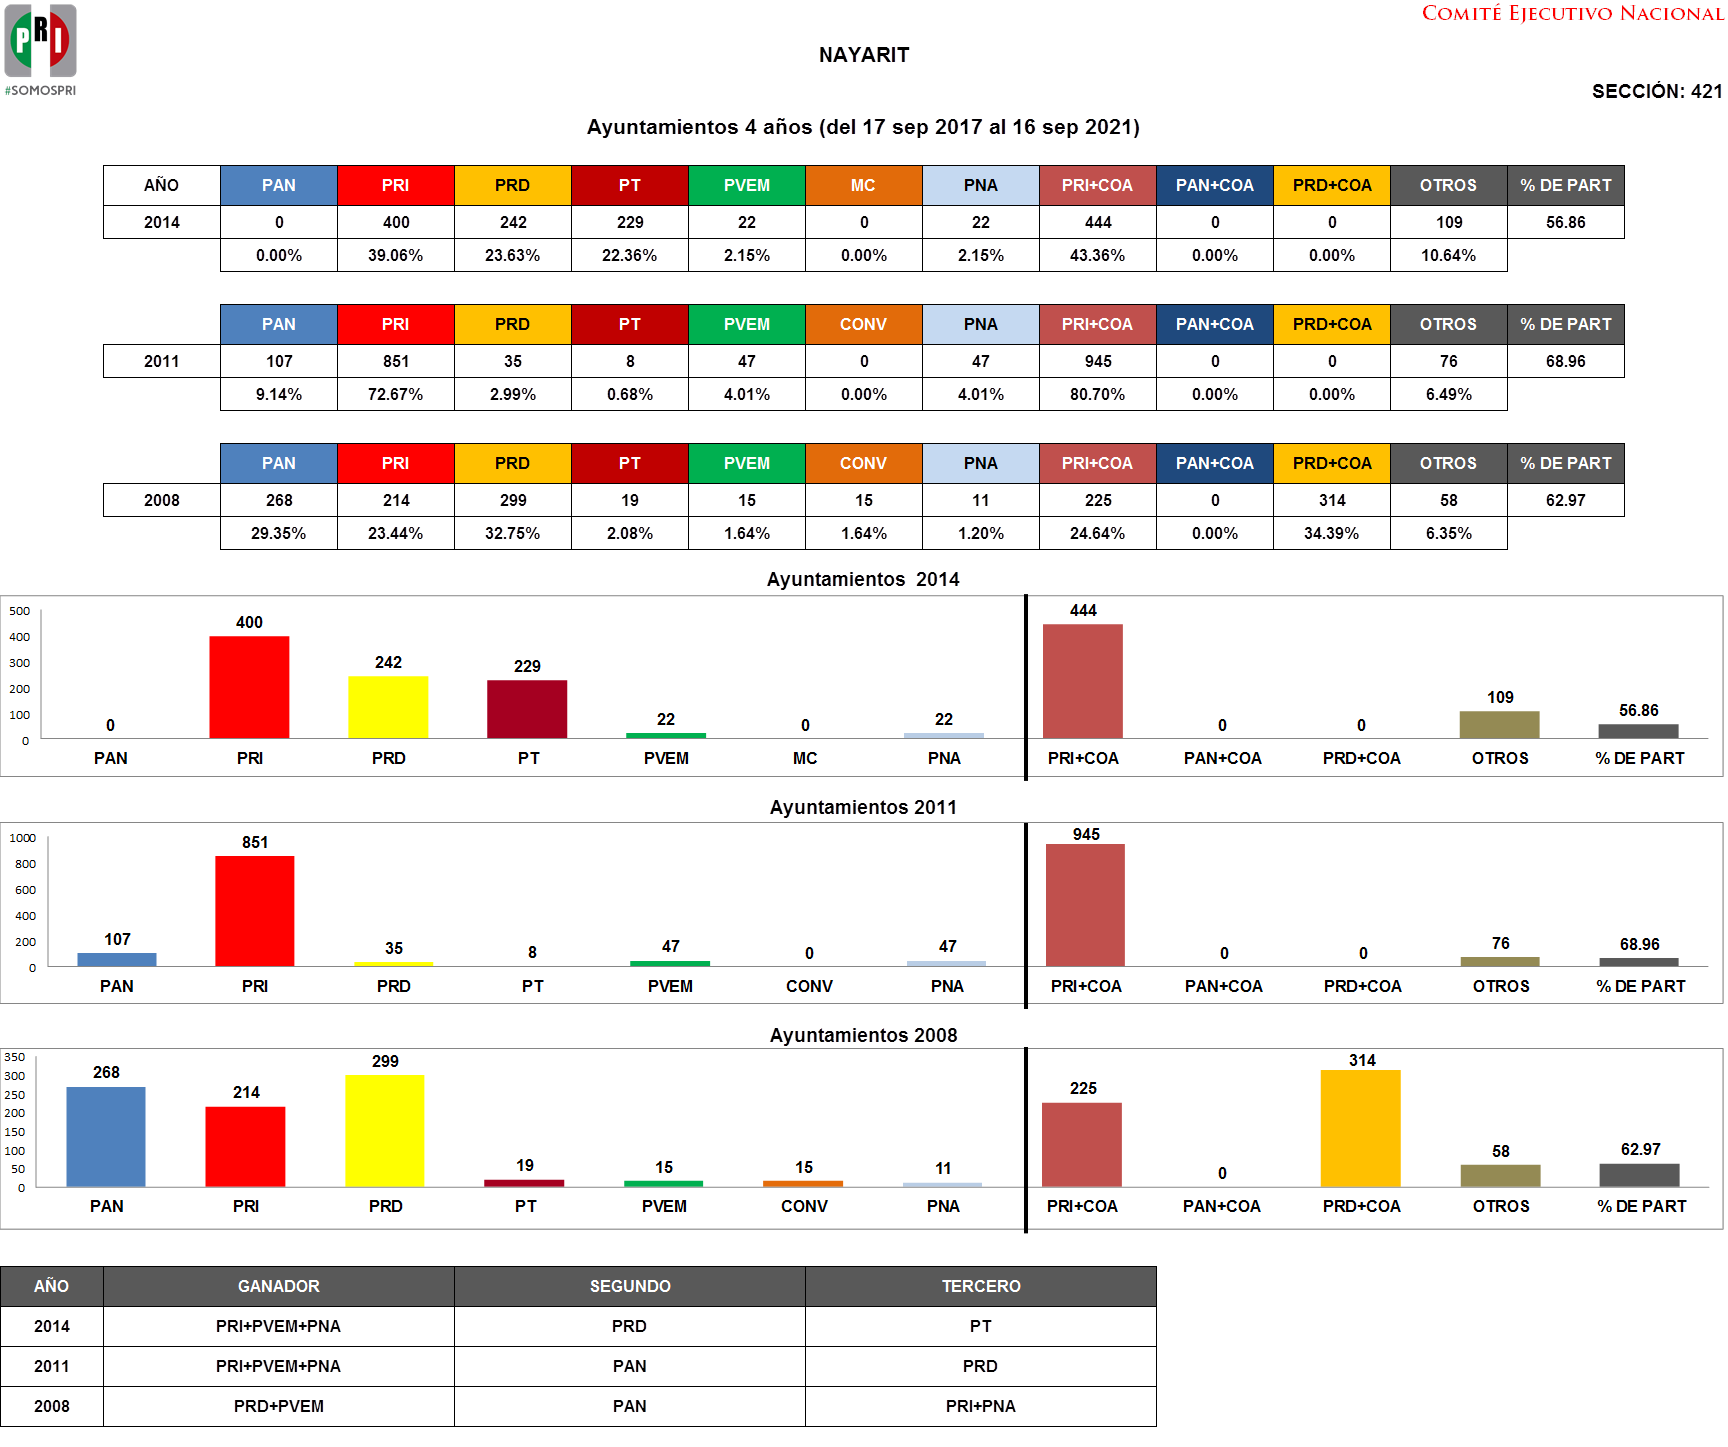 PRI
#SOMOSPRI
COMITÉ EJECUTIVO NACIONAL
NAYARIT
SECCIÓN: 421
Ayuntamientos 4 años (del 17 sep 2017 al 16 sep 2021)
AÑO PAN PRI PRD PT PVEM MC PNA PRI+COA PAN+COA PRD+COA OTROS % DE PART
2014 0 400 242 229 22 0 22 444 0 0 109 56.86
0.00% 39.06% 23.63% 22.36% 2.15% 0.00% 2.15% 43.36% 0.00% 0.00% 10.64%
PAN PRI PRD PT PVEM CONV PNA PRI+COA PAN+COA PRD+COA OTROS % DE PART
2011 107 851 35 8 47 0 47 945 0 0 76 68.96
9.14% 72.67% 2.99% 0.68% 4.01% 0.00% 4.01% 80.70% 0.00% 0.00% 6.49%
PAN PRI PRD PT PVEM CONV PNA PRI+COA PAN+COA PRD+COA OTROS % DE PART
2008 268 214 299 19 15 15 11 225 0 314 58 62.97
29.35% 23.44% 32.75% 2.08% 1.64% 1.64% 1.20% 24.64% 0.00% 34.39% 6.35%
Ayuntamientos 2014
500
400
300
200
100
0
0 400 242 229 22 0 22 444 0 0 109 56.86
PAN PRI PRD PT PVEM MC PNA PRI+COA PAN+COA PRD+COA OTROS % DE PART
Ayuntamientos 2011
1000
800
600
400
200
0
107 851 35 8 47 0 47 945 0 0 76 68.96
PAN PRI PRD PT PVEM CONV PNA PRI+COA PAN+COA PRD+COA OTROS % DE PART
Ayuntamientos 2008
350
300
250
200
150
100
50
0
268 214 299 19 15 15 11 225 0 314 58 62.97
PAN PRI PRD PT PVEM CONV PNA PRI+COA PAN+COA PRD+COA OTROS % DE PART
AÑO GANADOR SEGUNDO TERCERO
2014 PRI+PVEM+PNA PRD PT
2011 PRI+PVEM+PNA PAN PRD
2008 PRD+PVEM PAN PRI+PNA